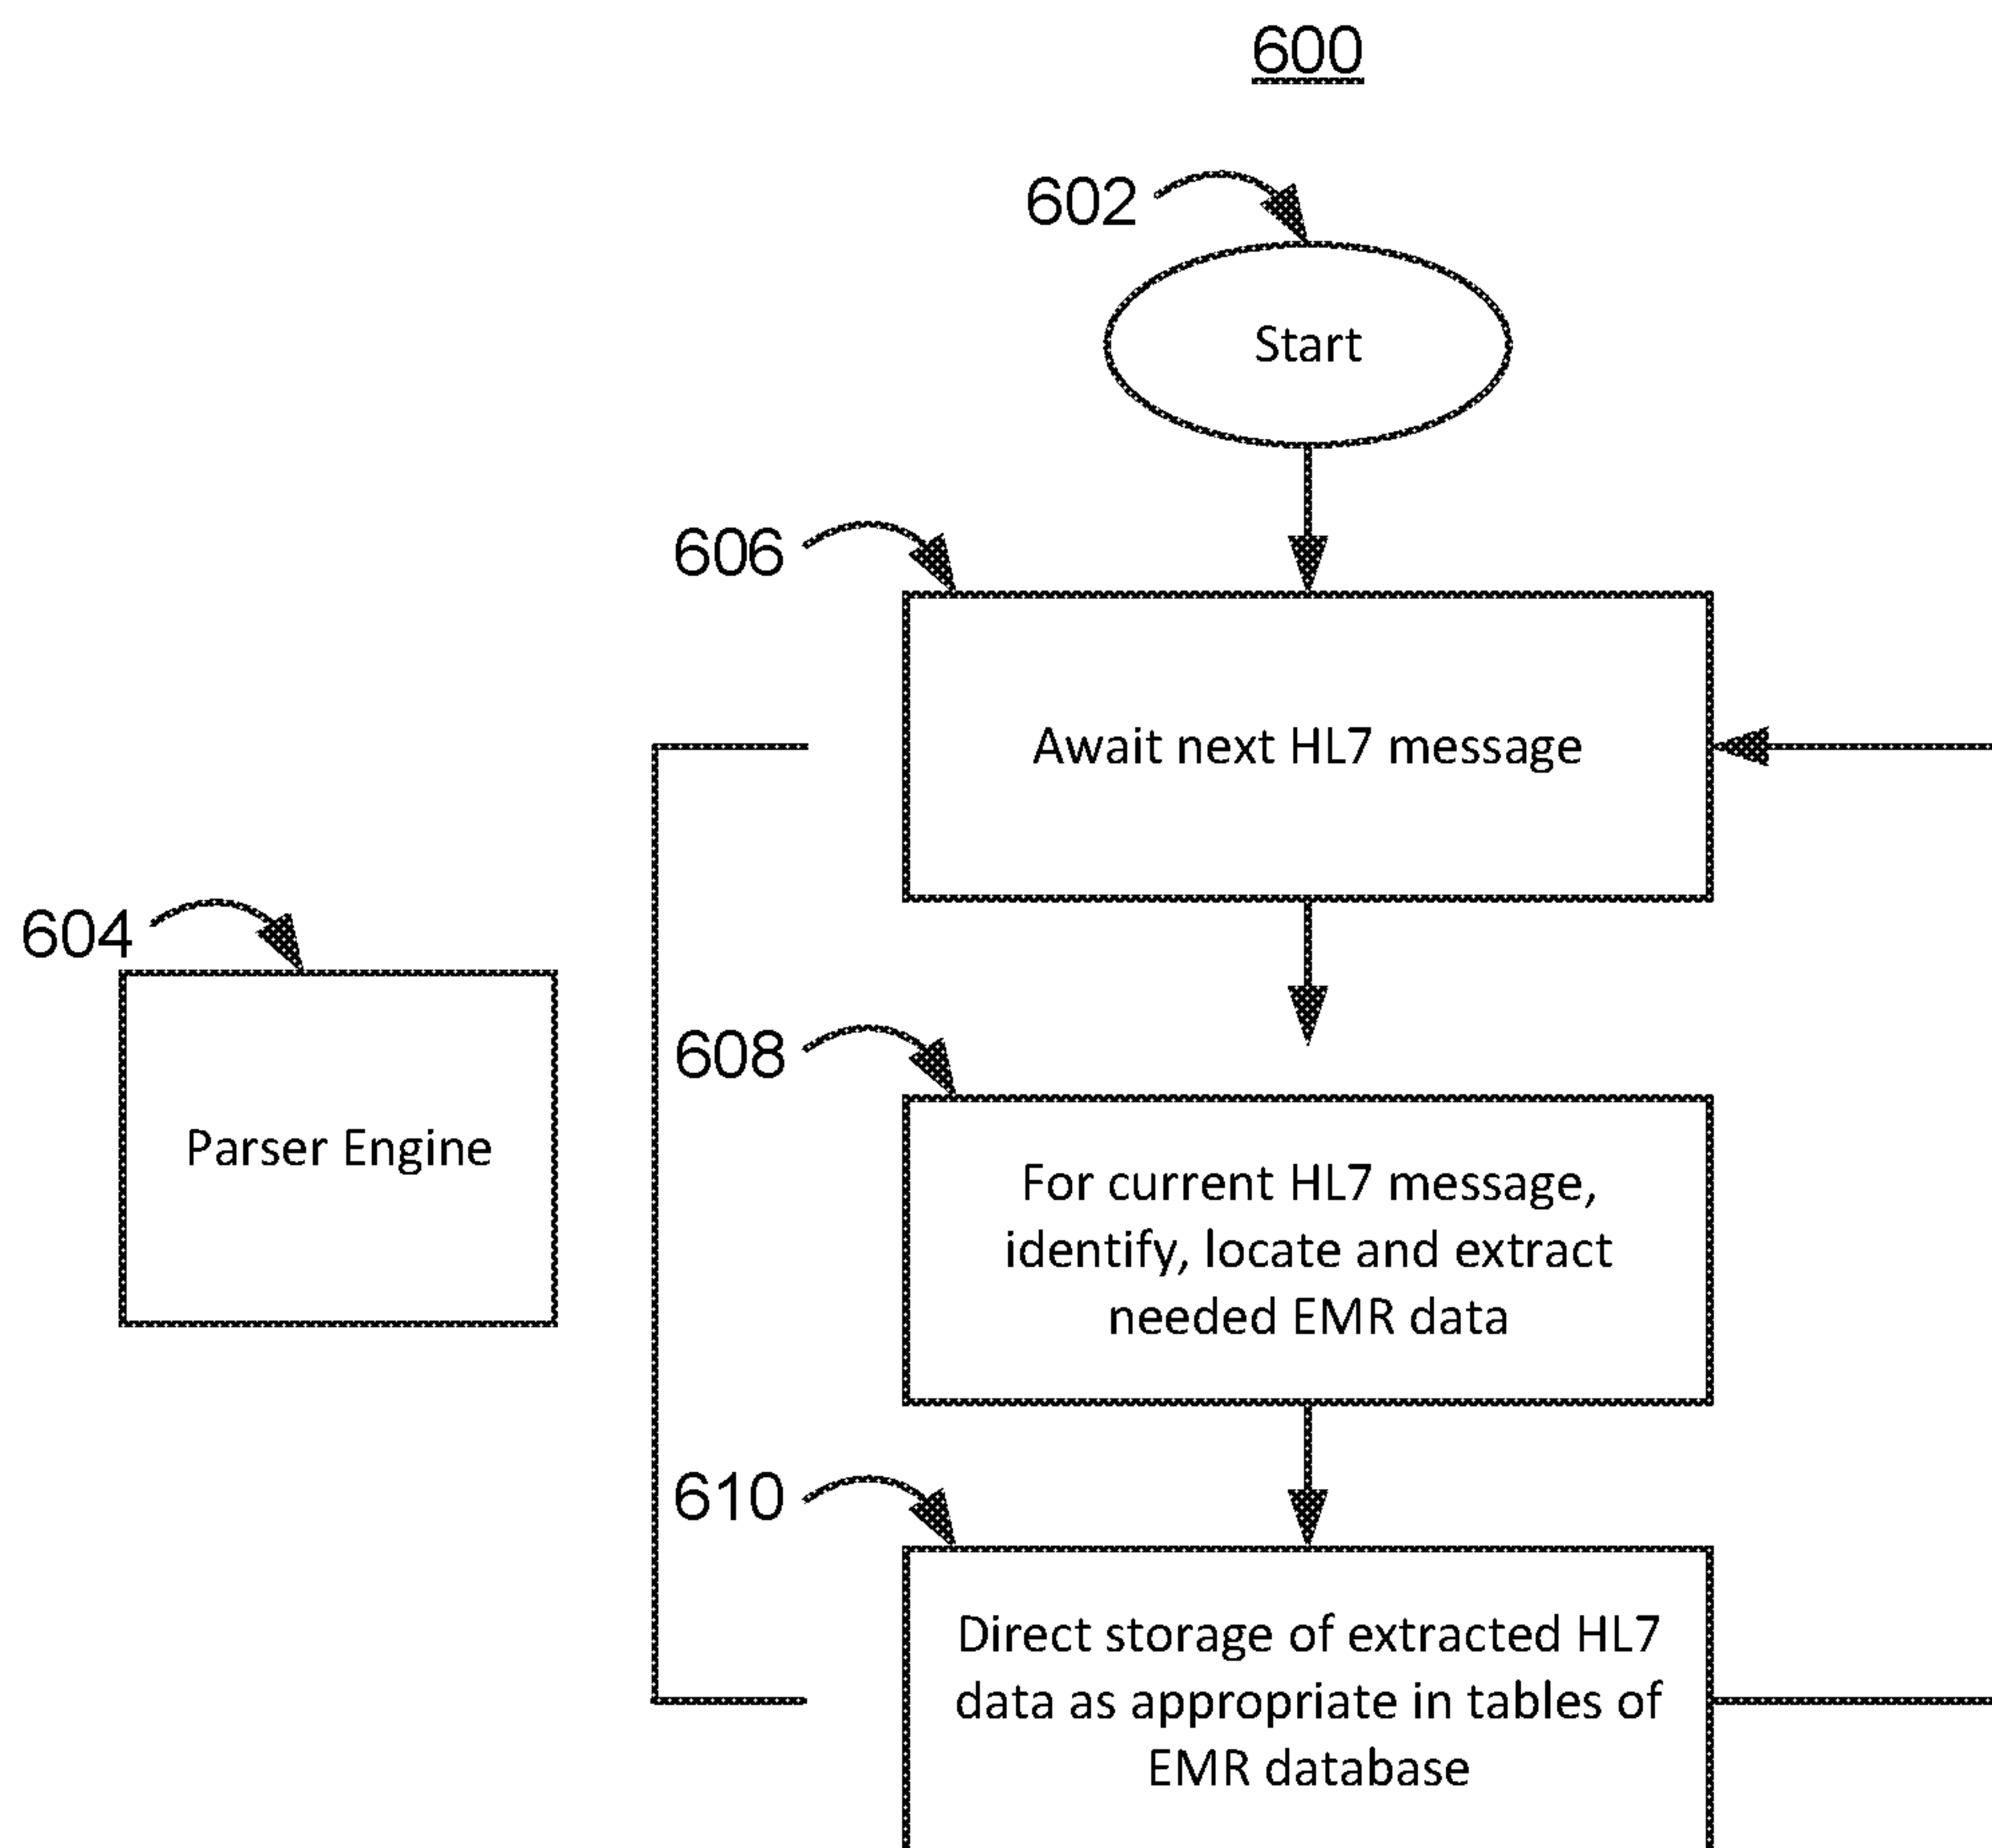 600
602
Start
606
Await next HL7 message
604
Parser Engine
608
For current HL7 message,
identify, locate and extract
needed EMR data
610
Direct storage of extracted HL7
data as appropriate in tables of
EMR database